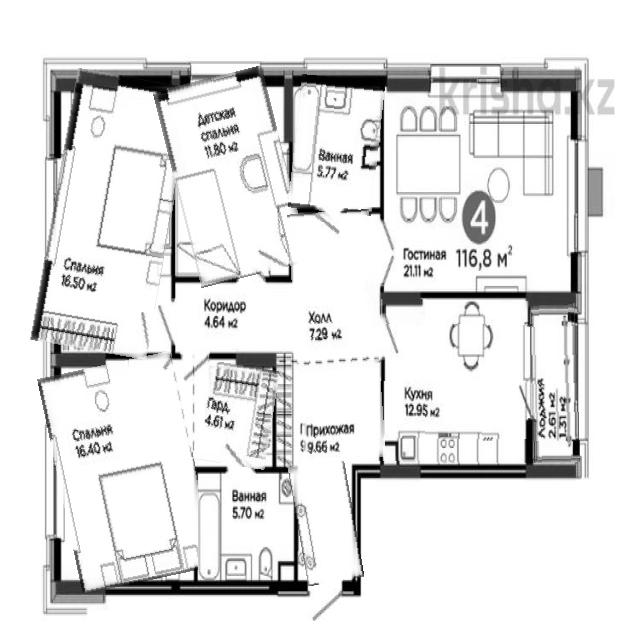 krisha.kz
Детская
спальня
11.80 м2
Ванная
5.77 м2
4
116,8 м²
Гостиная
21.11 м2
Спальня
16.50 м2
Коридор
4.64 м2
Холл
7.29 м2
Кухня
12.95 м2
Лоджия
2.61 м2
1.31 м2
Гард.
4.61 м2
Прихожая
9.66 м2
Спальня
16.40 м2
Ванная
5.70 м2